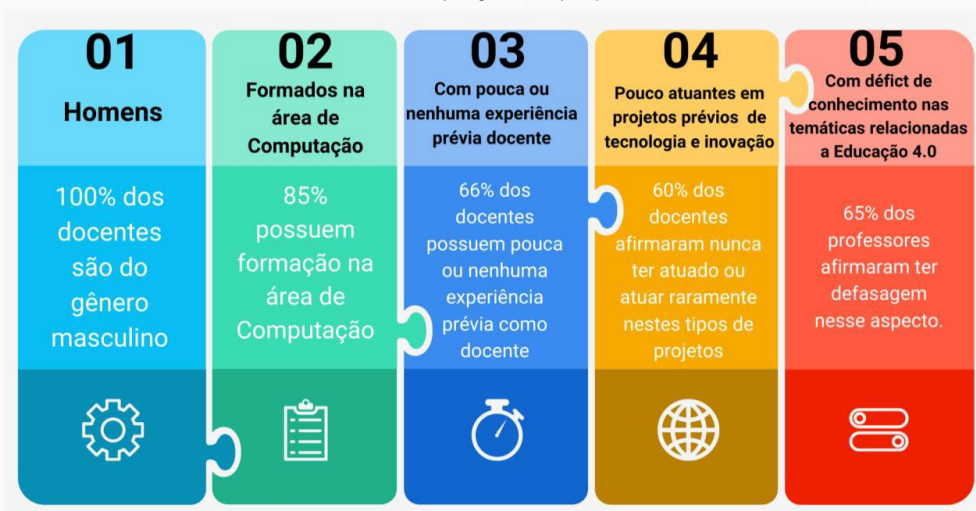 01
Homens
100% dos
docentes
são do
gênero
masculino
02
Formados na
área de
Computação
85%
possuem
formação na
área de
Computação
03
Com pouca ou
nenhuma experiência
prévia docente
66% dos
docentes
possuem pouca
ou nenhuma
experiência
prévia como
docente
04
Pouco atuantes em
projetos prévios de
tecnologia e inovação
60% dos
docentes
afirmaram nunca
ter atuado ou
atuar raramente
nestes tipos de
projetos
05
Com défict de
conhecimento nas
temáticas relacionadas
a Educação 4.0
65% dos
professores
afirmaram ter
defasagem
nesse aspecto.